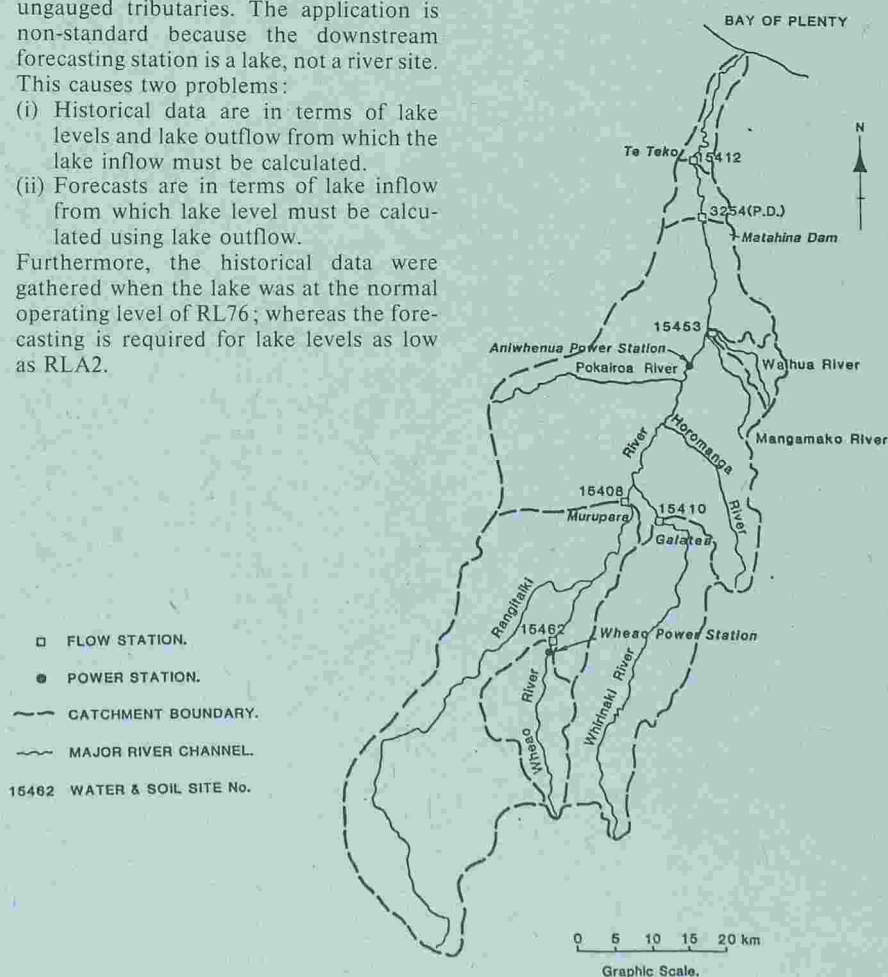 ungauged tributaries. The application is
non-standard because the downstream
forecasting station is a lake, not a river site.
This causes two problems:
(i) Historical data are in terms of lake
levels and lake outflow from which the
lake inflow must be calculated.
(ii) Forecasts are in terms of lake inflow
from which lake level must be calcu-
lated using lake outflow.
Furthermore, the historical data were
gathered when the lake was at the normal
operating level of RL76; whereas the fore-
casting is required for lake levels as low
as RLA2.
BAY OF PLENTY
N
Te Teko
15412
3254(P.D.)
Matahina Dam
15453
Aniwhenua Power Station
Waihua River
Pokairoa River
Mangamako River
River
Horomanga
River
15408
15410
Murupara
Galatea
Rangitaiki
15462
Wheao Power Station
Wheao River
Whirinaki River
FLOW STATION.
POWER STATION.
CATCHMENT BOUNDARY.
MAJOR RIVER CHANNEL.
15462 WATER & SOIL SITE No.
0 5 10 15 20 km
Graphic Scale.